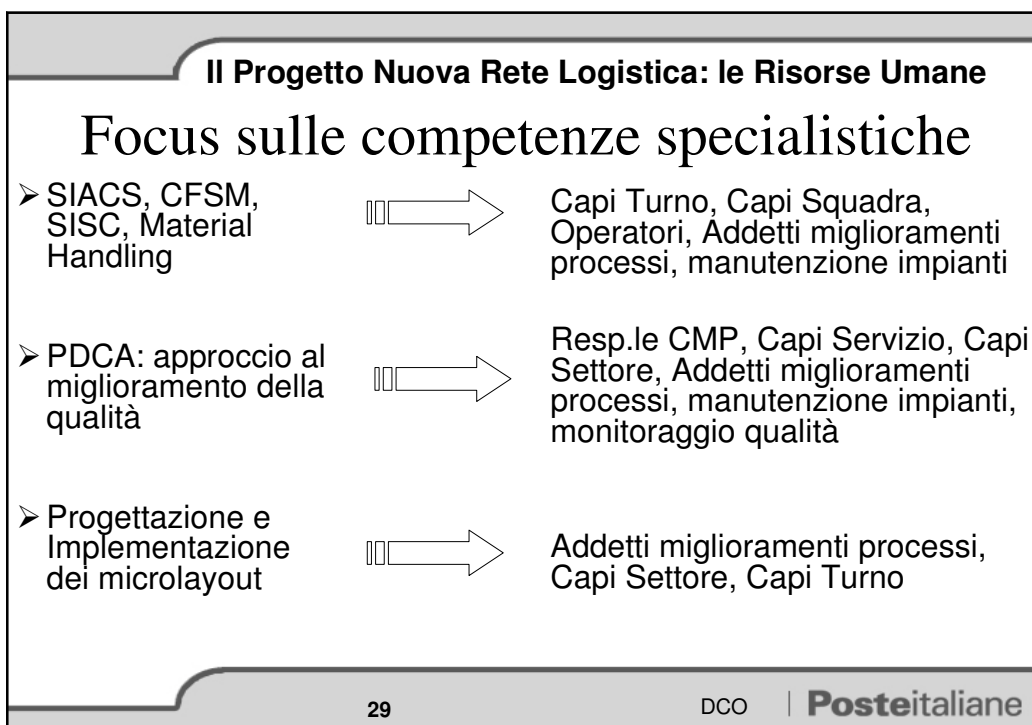 Il Progetto Nuova Rete Logistica: le Risorse Umane
Focus sulle competenze specialistiche
➢ SIACS, CFSM,
SISC, Material
Handling
Capi Turno, Capi Squadra,
Operatori, Addetti miglioramenti
processi, manutenzione impianti
➢ PDCA: approccio al
miglioramento della
qualità
Resp.le CMP, Capi Servizio, Capi
Settore, Addetti miglioramenti
processi, manutenzione impianti,
monitoraggio qualità
➢ Progettazione e
Implementazione
dei microlayout
Addetti miglioramenti processi,
Capi Settore, Capi Turno
29
DCO
Posteitaliane